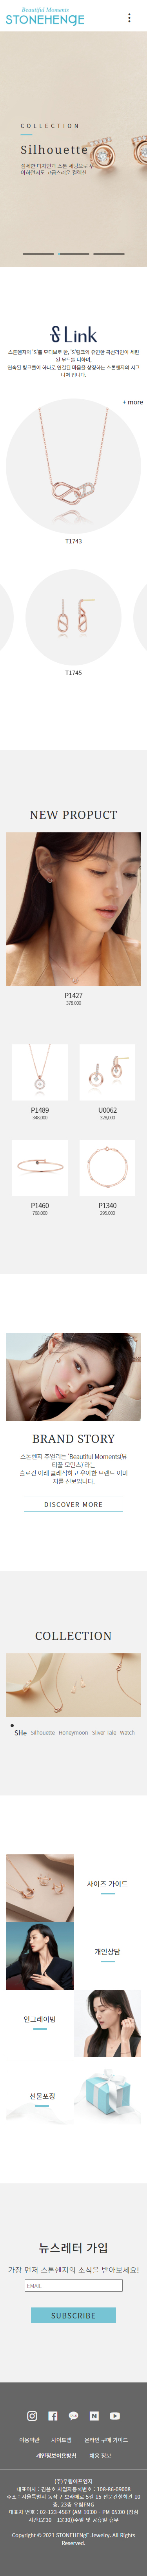 Beautiful Moments
STONEHENGE
COLLECTION
Silhouette
섬세한 디자인과 스톤 세팅으로 우
아하면서도 고급스러운 컬렉션
S Link
스톤헨지의 'S'를 모티브로 한, 'S'링크의 유연한 곡선라인이 세련
된 무드를 더하며,
연속된 링크들이 하나로 연결된 마음을 상징하는 스톤헨지의 시그
니처 입니다.
+ more
T1743
T1745
NEW PROPUCT
P1427
378,000
P1489
348,000
U0062
328,000
P1460
P1340
BRAND STORY
스톤헨지 주얼리는 'Beautiful Moments(뷰
티풀 모먼츠)'라는
슬로건 아래 클래식하고 우아한 브랜드 이미
지를 선보입니다.
DISCOVER MORE
COLLECTION
SHe Silhouette Honeymoon Silver Tale Watch
사이즈 가이드
개인상담
인그레이빙
선물포장
뉴스레터 가입
가장 먼저 스톤헨지의 소식을 받아보세요!
EMAIL
SUBSCRIBE
이용약관 사이트맵 온라인 구매 가이드
개인정보이용방침 채용 정보
(주)우림에프엠지
대표이사 : 김윤호 사업자등록번호 : 108-86-09008
주소 : 서울특별시 동작구 보라매로 5길 15 전문건설회관 10
층, 23층 우림FMG
대표자 번호 : 02-123-4567 (AM 10:00 - PM 05:00 (점심
시간12:30 - 13:30))주말 및 공휴일 휴무
Copyright © 2021 STONEHENgE Jewelry. All Rights
Reserved.